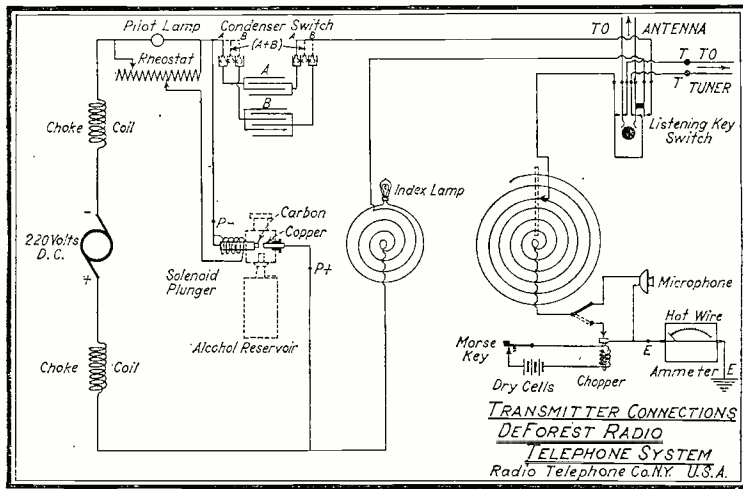 Pilot Lamp
Condenser Switch
A B A B
(A+B)
Rheostat
A
B
Choke Coil
TO ANTENNA
T TO
T TUNER
Listening Key
Switch
Index Lamp
-
220 Volts
D.C.
+
P-
Carbon
Copper
P+
Solenoid
Plunger
Alcohol Reservoir
Microphone
Hot Wire
Morse
Key
E
Ammeter
E
Dry Cells
Chopper
Choke Coil
TRANSMITTER CONNECTIONS
DEFOREST RADIO
TELEPHONE SYSTEM
Radio Telephone Co. N.Y. U.S.A.